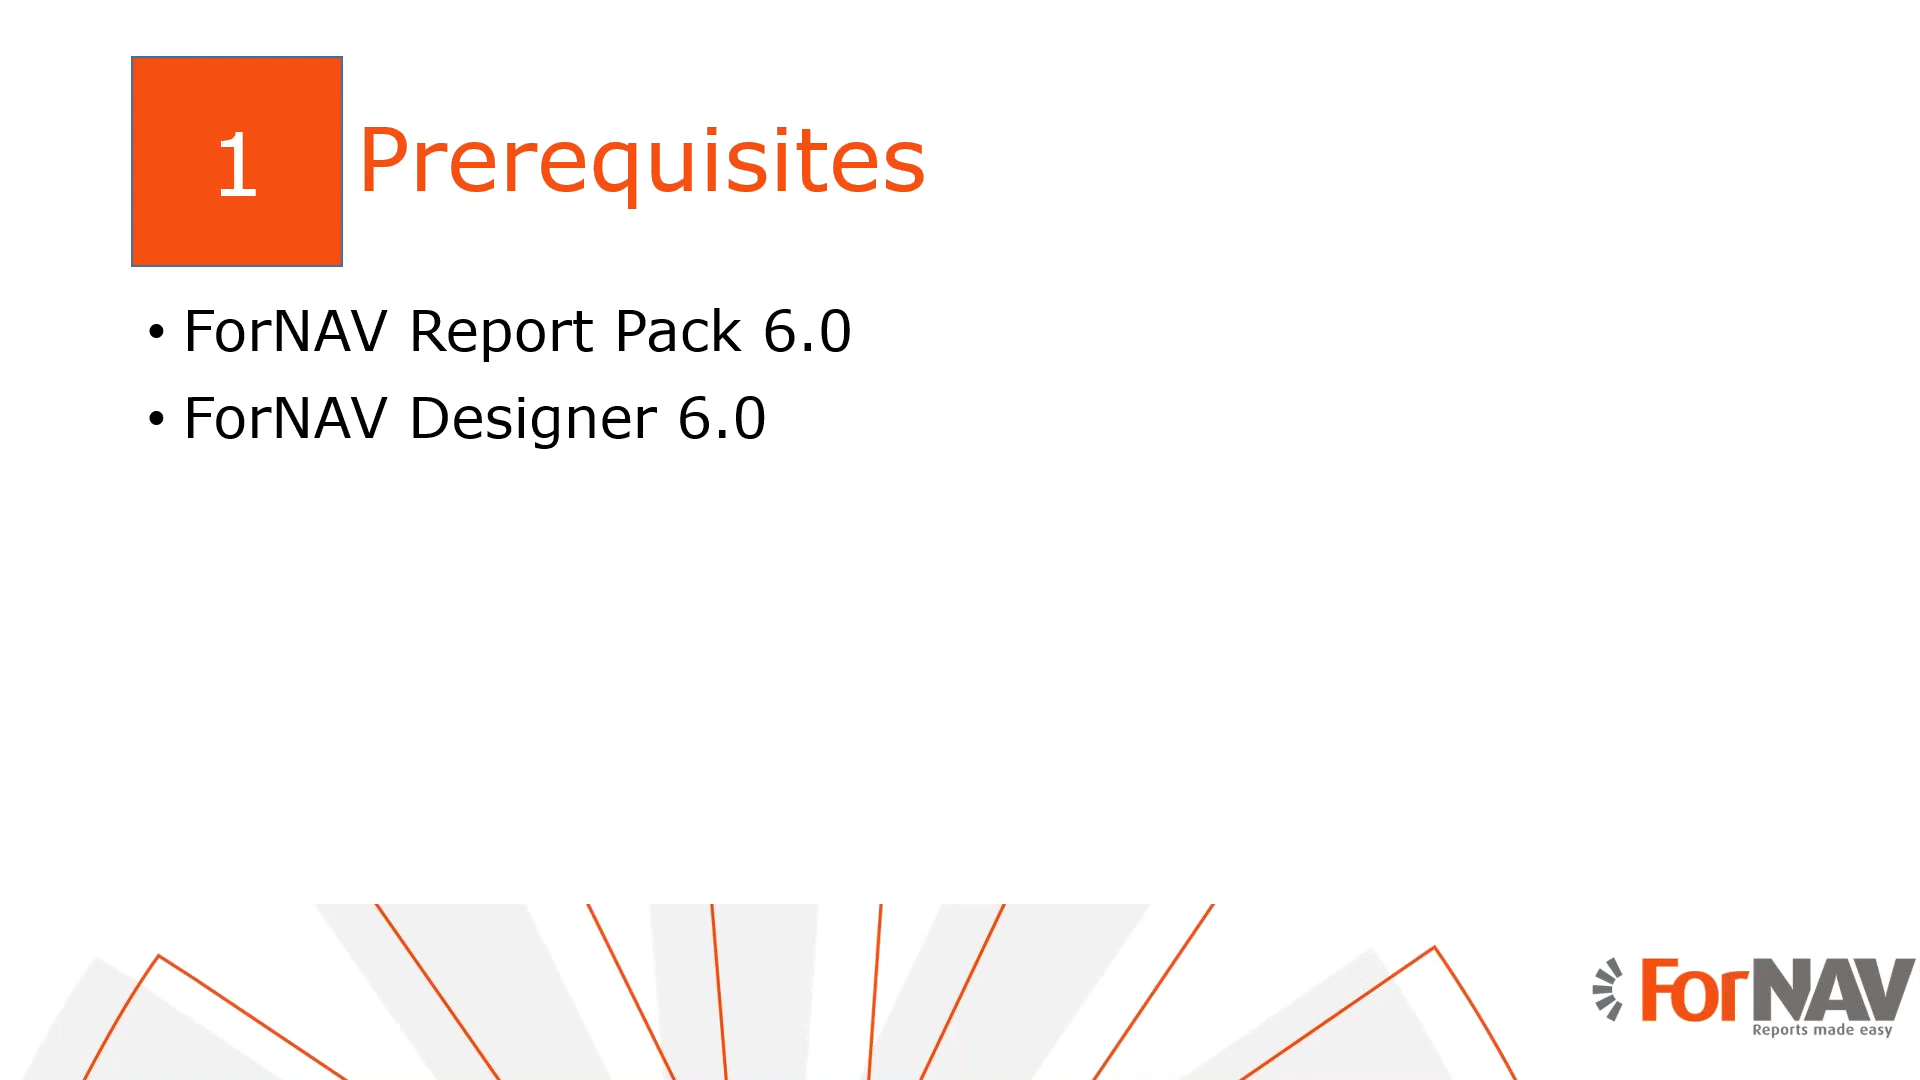 1
Prerequisites
• ForNAV Report Pack 6.0
• ForNAV Designer 6.0
ForNAV
Reports made easy